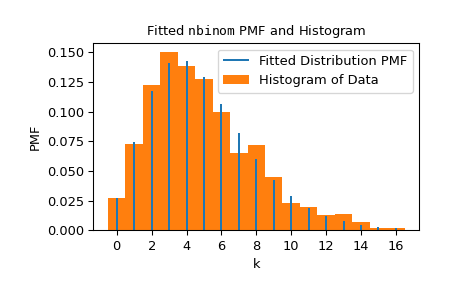 Fitted nbinom PMF and Histogram
Fitted Distribution PMF
Histogram of Data
PMF
0.150
0.125
0.100
0.075
0.050
0.025
0.000
0 2 4 6 8 10 12 14 16
k